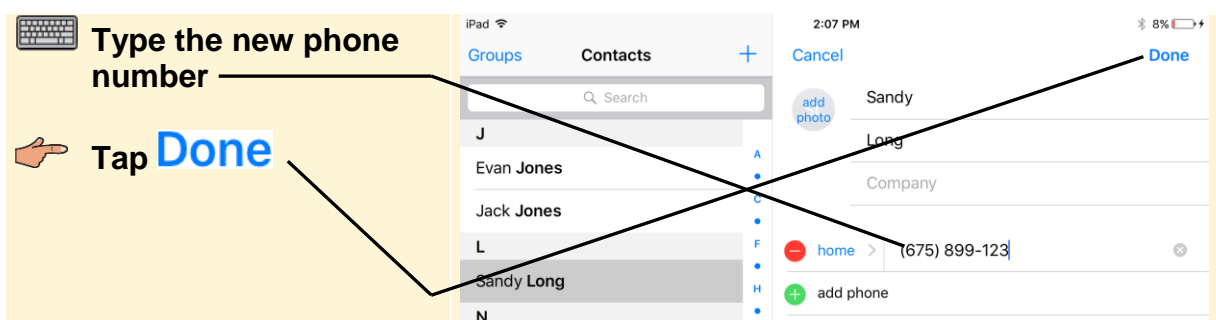 Type the new phone
number
Tap Done
iPad
2:07 PM
8%
Groups Contacts +
Cancel Done
Search
add
photo
Sandy
Long
Company
J
Evan Jones
Jack Jones
L
Sandy Long
N
A
C
F
H
home > (675) 899-123
add phone